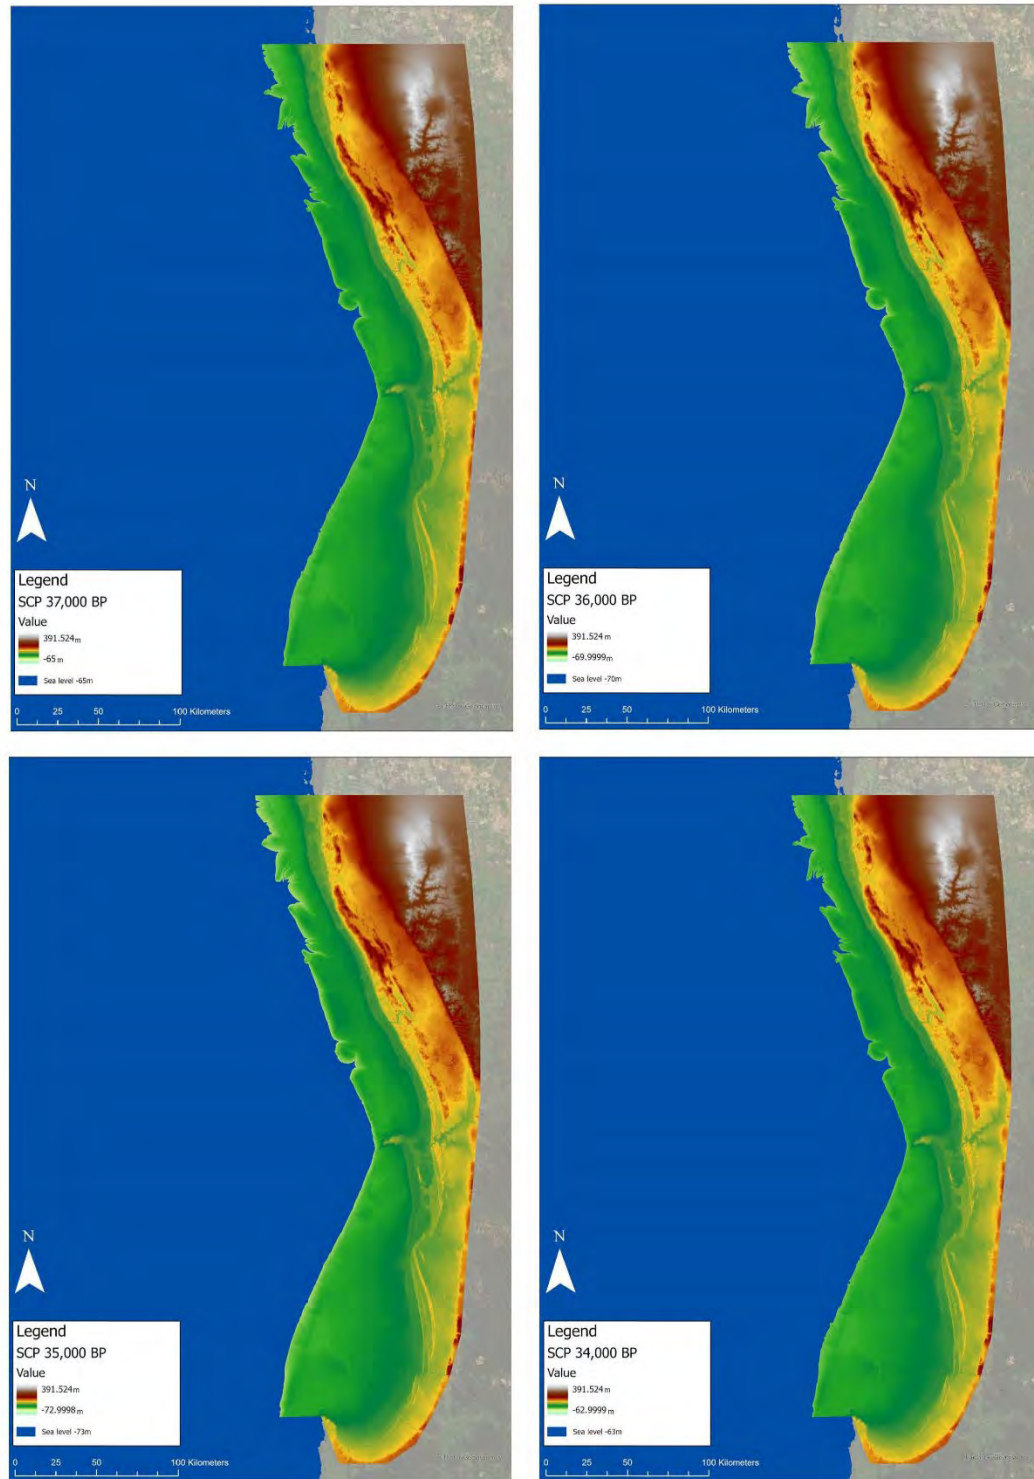 N
Legend
SCP 37,000 BP
Value
391.524 m
-65 m
Sea level -65m
0 25 50 100 Kilometers
N
Legend
SCP 36,000 BP
Value
391.524 m
-69.9999m
Sea level -70m
0 25 50 100 Kilometers
N
Legend
SCP 35,000 BP
Value
391.524 m
-72.9998 m
Sea level -73m
0 25 50 100 Kilometers
N
Legend
SCP 34,000 BP
Value
391.524 m
-62.9999 m
Sea level -63m
0 25 50 100 Kilometers